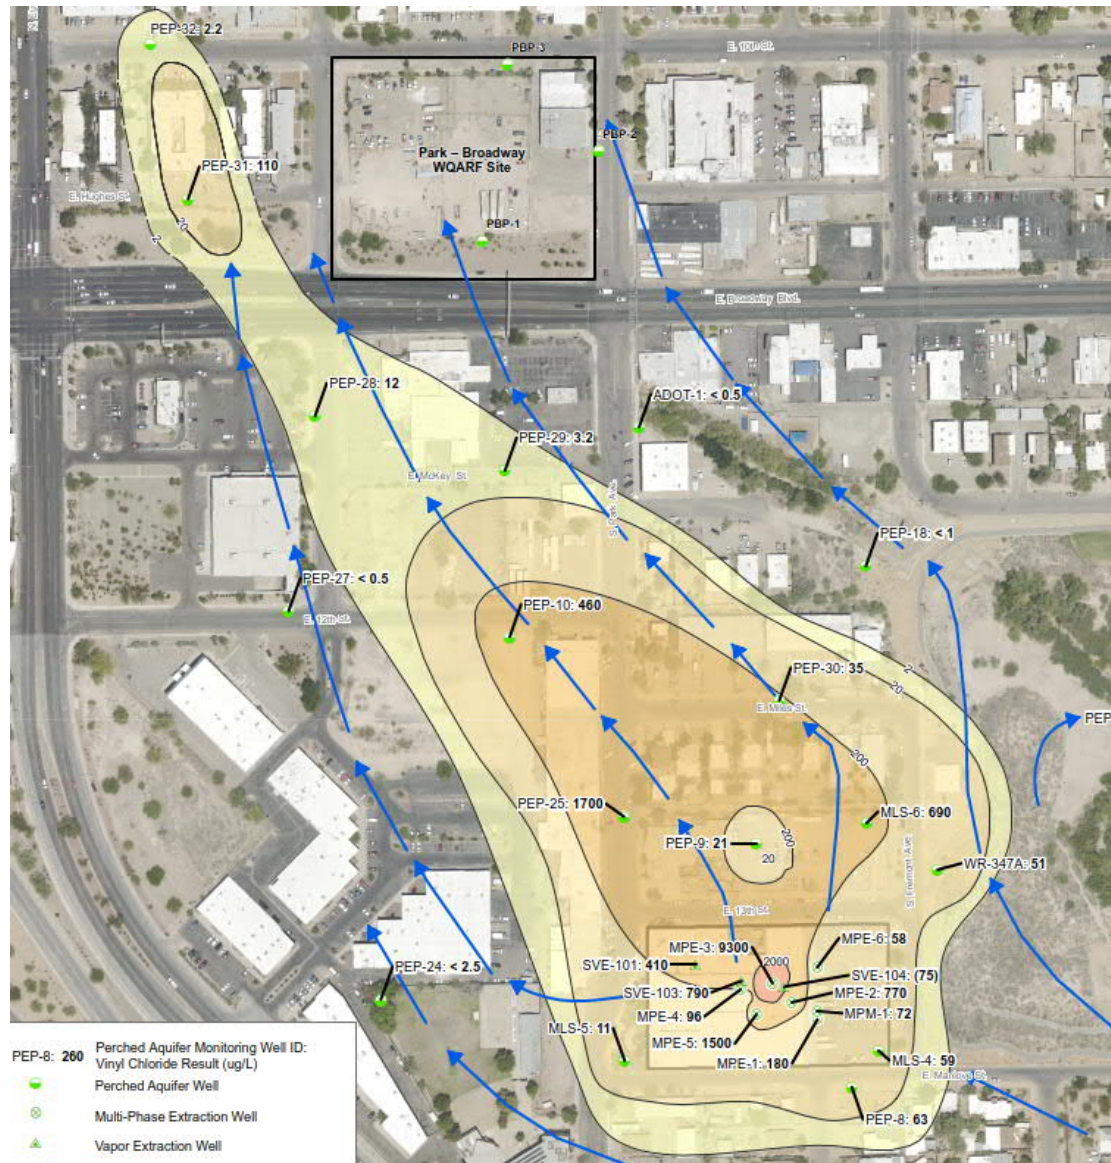 PEP-32: 2.2
PBP-3
E. 10th St.
PBP-2
Park – Broadway
WQARF Site
PEP-31: 110
E. Hughes St.
20
2
PBP-1
E. Broadway Blvd.
PEP-28: 12
ADOT-1: < 0.5
PEP-29: 3.2
E. McKey St.
S. Park Ave.
PEP-18: < 1
PEP-27: < 0.5
E. 12th St.
PEP-10: 460
PEP-30: 35
2
20
E. Miles St.
PEP
200
PEP-25: 1700
MLS-6: 690
PEP-9: 21
200
20
WR-347A: 51
S. Fremont Ave.
E. 13th St.
MPE-3: 9300
MPE-6: 58
SVE-101: 410
2000
PEP-24: < 2.5
SVE-104: (75)
SVE-103: 790
MPE-2: 770
MPE-4: 96
MPM-1: 72
MLS-5: 11
MPE-5: 1500
MPE-1: 180
MLS-4: 59
E. Manlove St.
PEP-8: 63
PEP-8: 260
Perched Aquifer Monitoring Well ID:
Vinyl Chloride Result (ug/L)
Perched Aquifer Well
Multi-Phase Extraction Well
Vapor Extraction Well